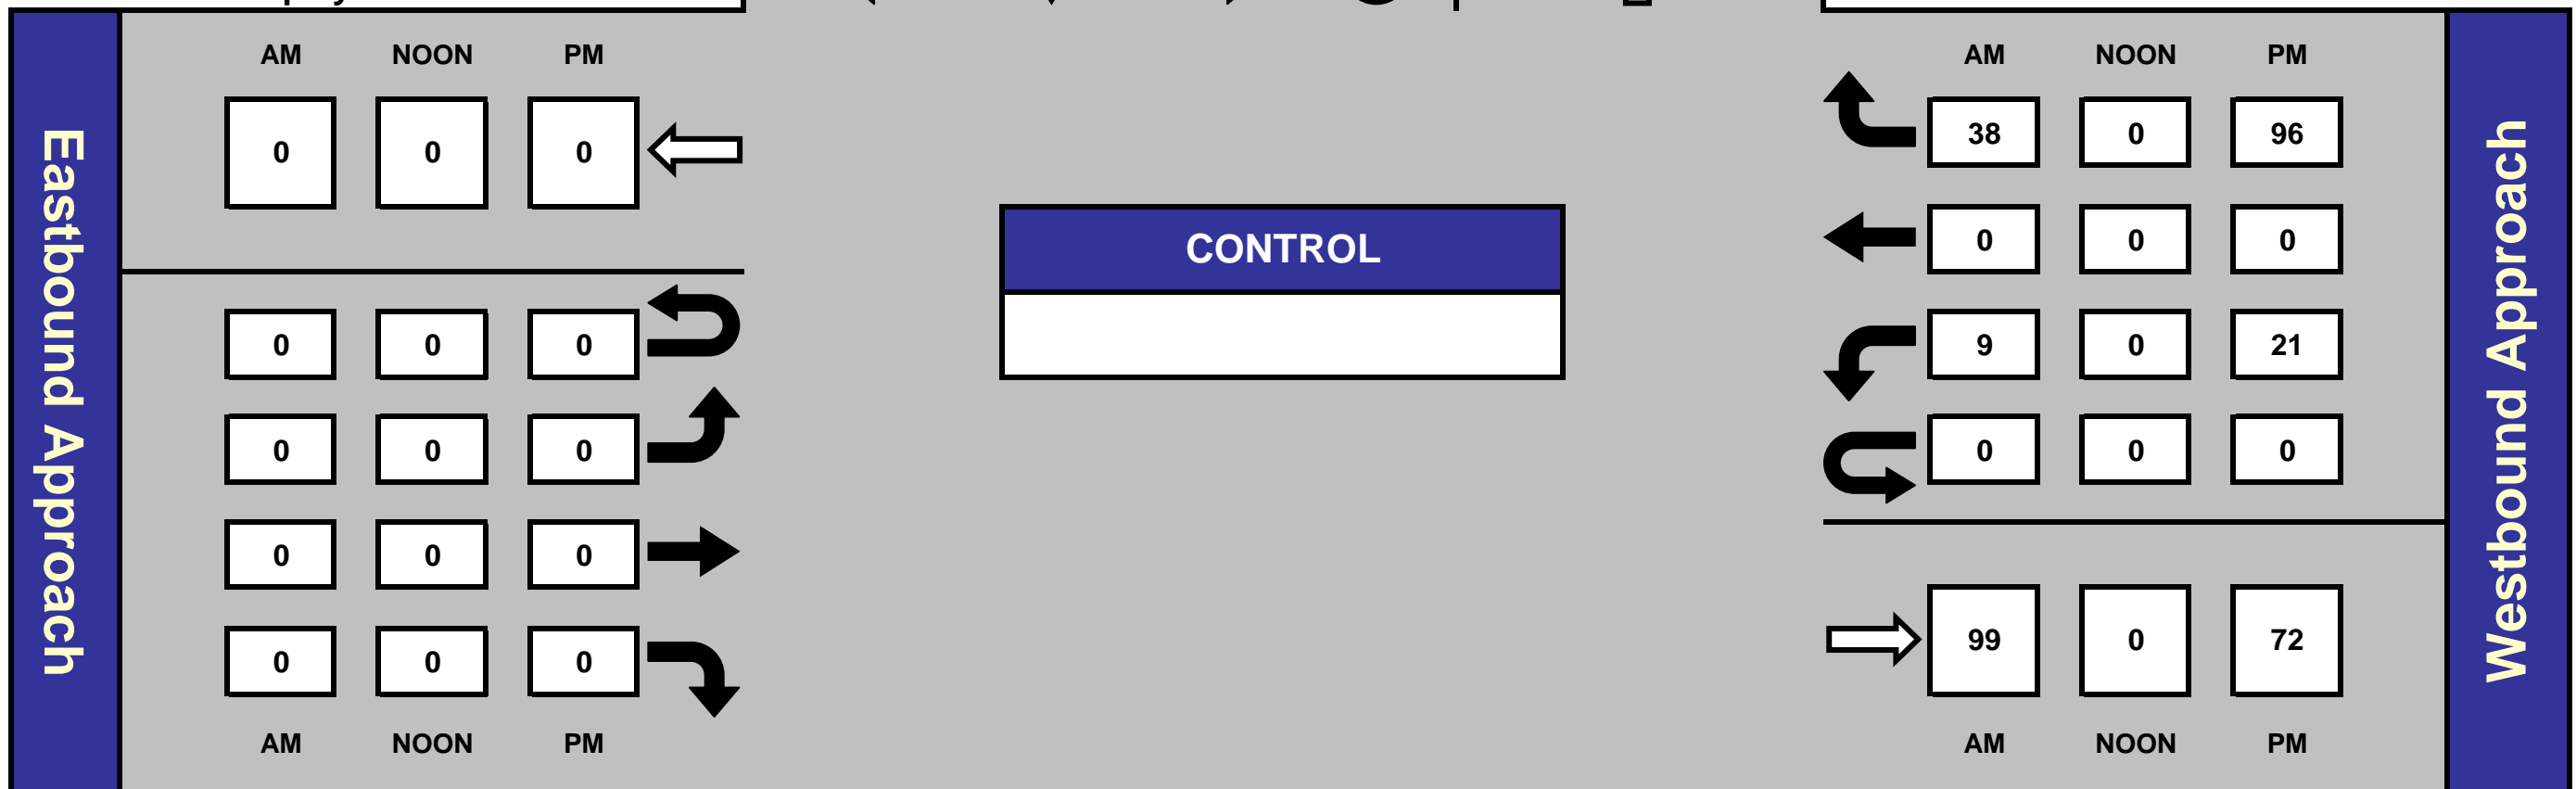 AM NOON PM
0 0 0
0 0 0
0 0 0
0 0 0
0 0 0
AM NOON PM
Eastbound Approach
CONTROL
AM NOON PM
38 0 96
0 0 0
9 0 21
0 0 0
99 0 72
AM NOON PM
Westbound Approach